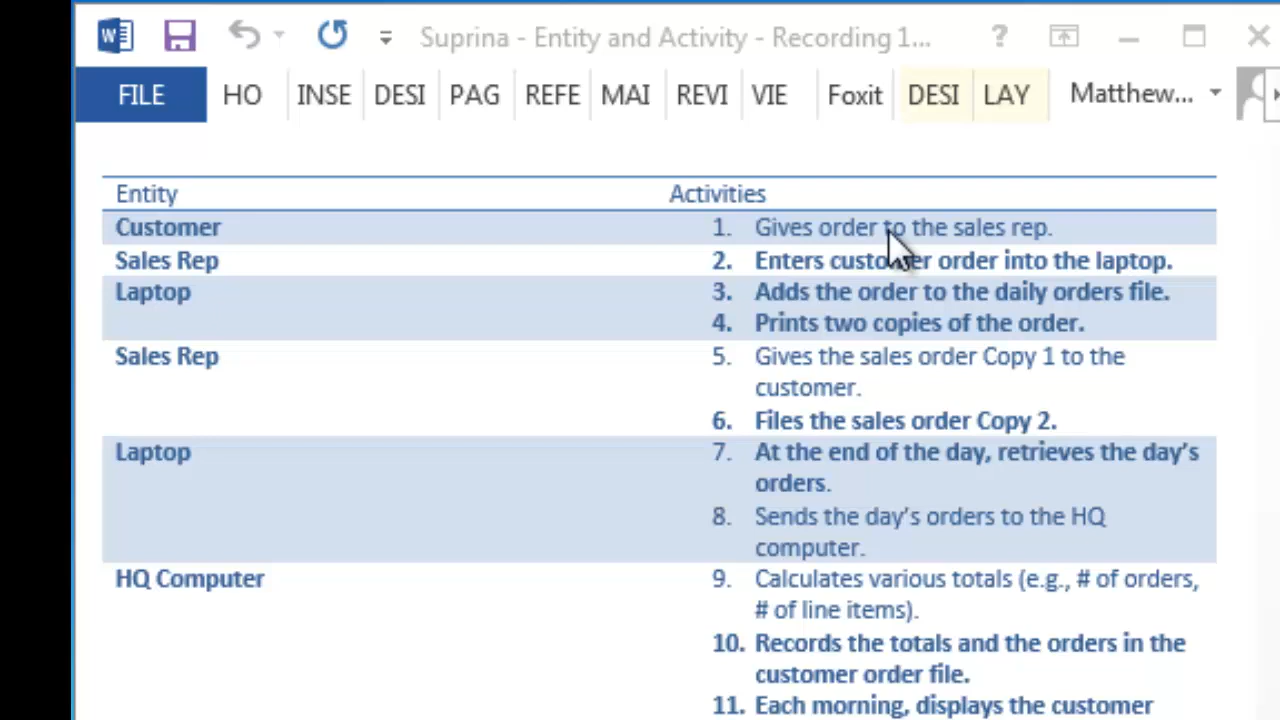 Suprina - Entity and Activity - Recording 1...
FILE HO INSE DESI PAG REFE MAI REVI VIE Foxit DESI LAY Matthew...
Entity Activities
Customer 1. Gives order to the sales rep.
Sales Rep 2. Enters customer order into the laptop.
Laptop 3. Adds the order to the daily orders file.
4. Prints two copies of the order.
Sales Rep 5. Gives the sales order Copy 1 to the
customer.
6. Files the sales order Copy 2.
Laptop 7. At the end of the day, retrieves the day’s
orders.
8. Sends the day’s orders to the HQ
computer.
HQ Computer 9. Calculates various totals (e.g., # of orders,
# of line items).
10. Records the totals and the orders in the
customer order file.
11. Each morning, displays the customer